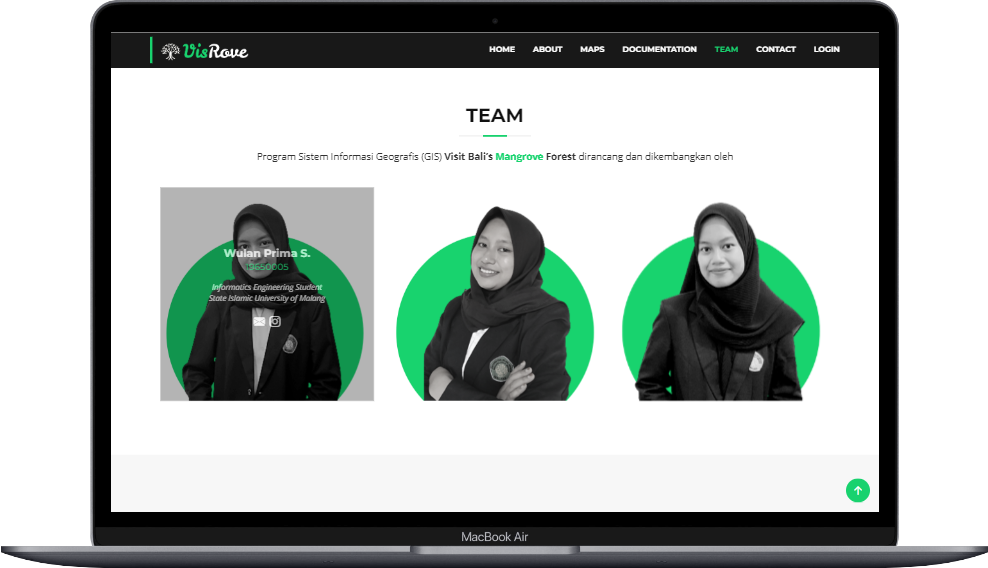 VisRove
HOME ABOUT MAPS DOCUMENTATION TEAM CONTACT LOGIN
TEAM
Program Sistem Informasi Geografis (GIS) Visit Bali's Mangrove Forest dirancang dan dikembangkan oleh
Wulan Prima S.
Informatics Engineering Student
State Islamic University of Malang
MacBook Air